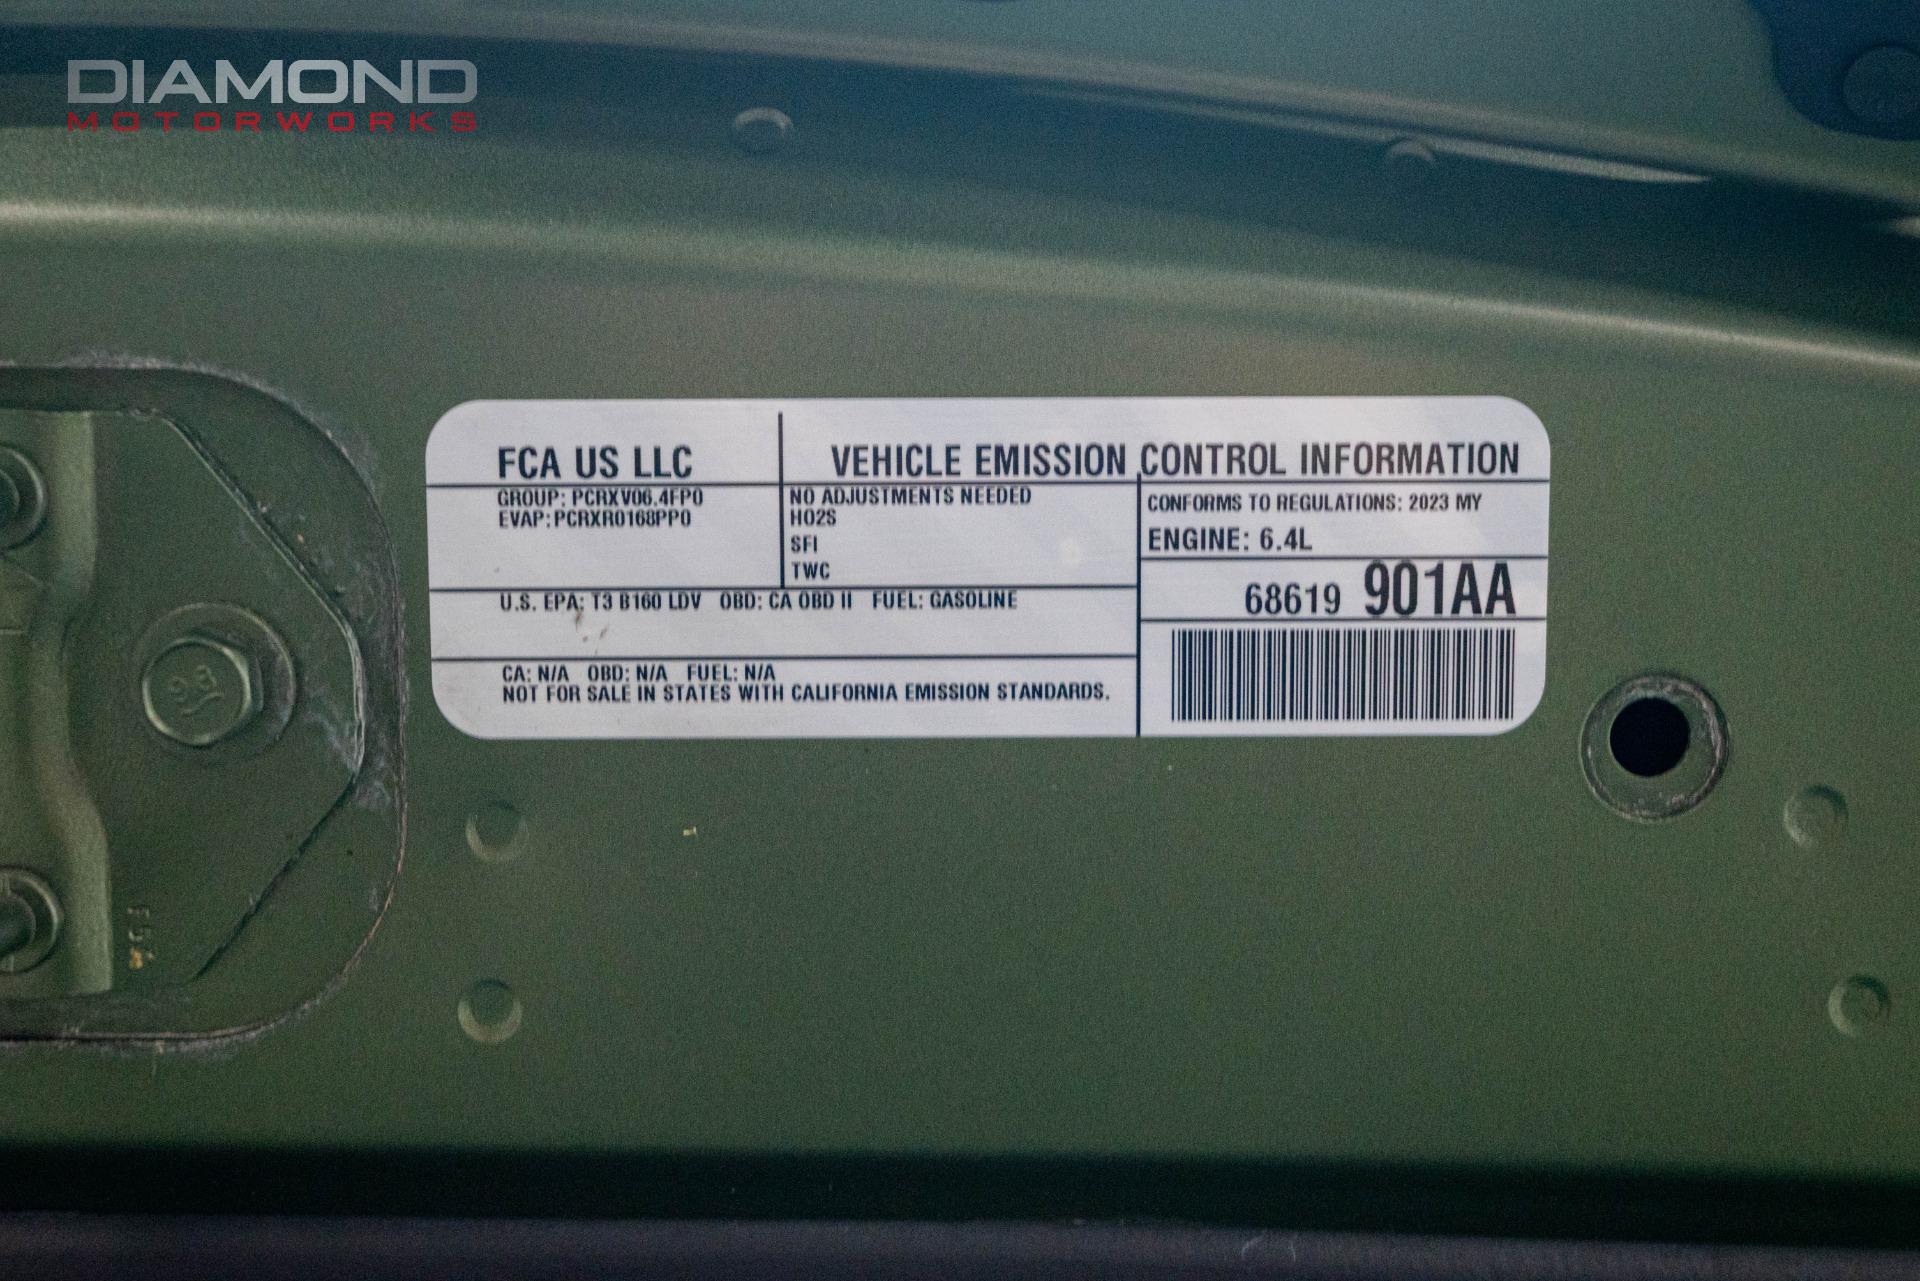 DIAMOND
MOTORWORKS
FCA US LLC
VEHICLE EMISSION CONTROL INFORMATION
GROUP: PCRXV06.4FP0
EVAP: PCRXR0168PP0
NO ADJUSTMENTS NEEDED
HO2S
SFI
TWC
CONFORMS TO REGULATIONS: 2023 MY
ENGINE: 6.4L
68619 901AA
U.S. EPA: T3 B160 LDV OBD: CA OBD II FUEL: GASOLINE
CA: N/A OBD: N/A FUEL: N/A
NOT FOR SALE IN STATES WITH CALIFORNIA EMISSION STANDARDS.